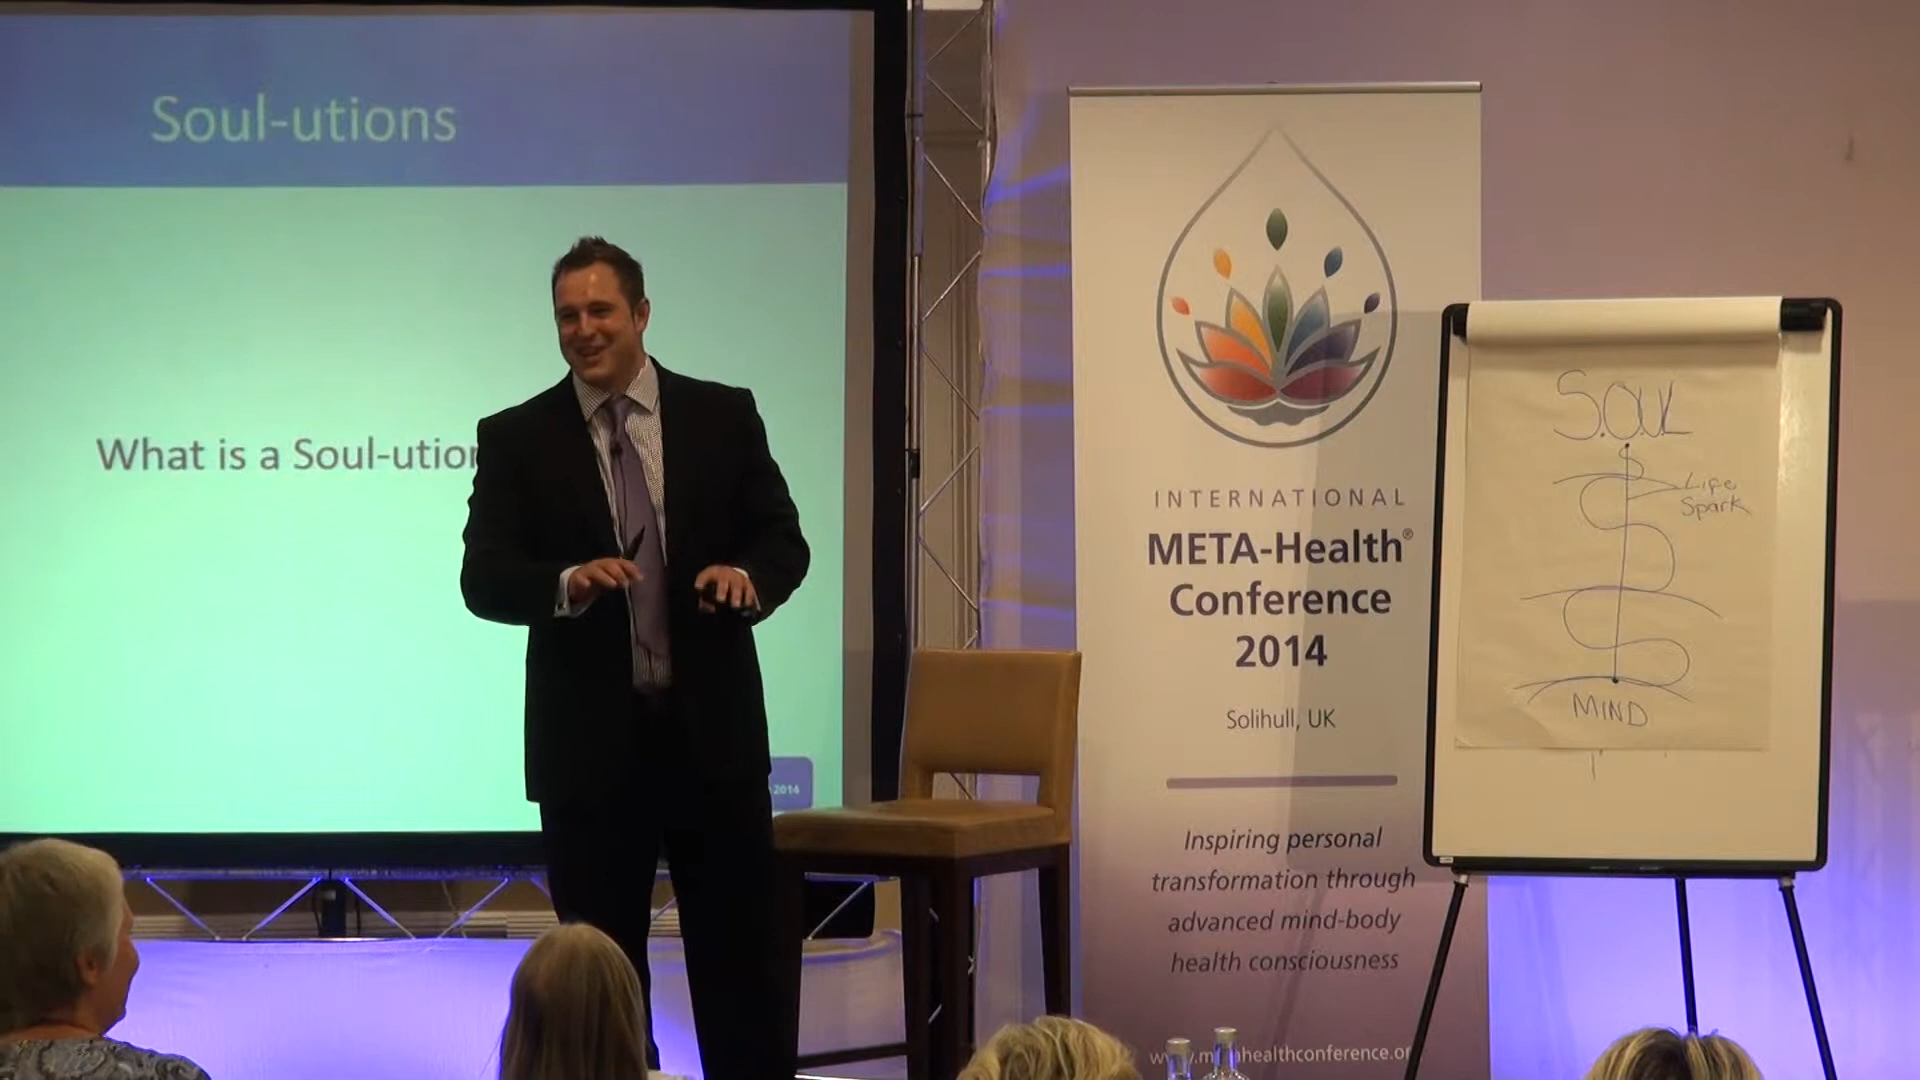 Soul-utions
What is a Soul-ution
2014
INTERNATIONAL
META-Health®
Conference
2014
Solihull, UK
Inspiring personal
transformation through
advanced mind-body
health consciousness
S.O.U.L
Life
Spark
MIND